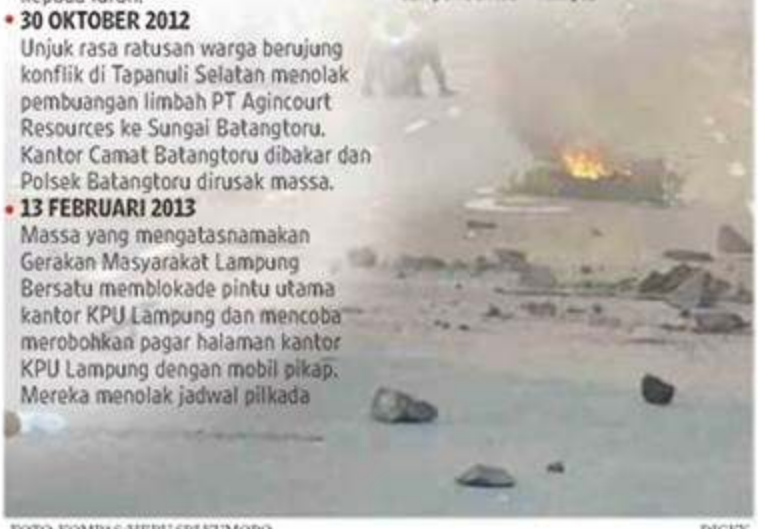 • 30 OKTOBER 2012
Unjuk rasa ratusan warga berujung
konflik di Tapanuli Selatan menolak
pembuangan limbah PT Agincourt
Resources ke Sungai Batangtoru.
Kantor Camat Batangtoru dibakar dan
Polsek Batangtoru dirusak massa.
• 13 FEBRUARI 2013
Massa yang mengatasnamakan
Gerakan Masyarakat Lampung
Bersatu memblokade pintu utama
kantor KPU Lampung dan mencoba
merobohkan pagar halaman kantor
KPU Lampung dengan mobil pikap.
Mereka menolak jadwal pilkada